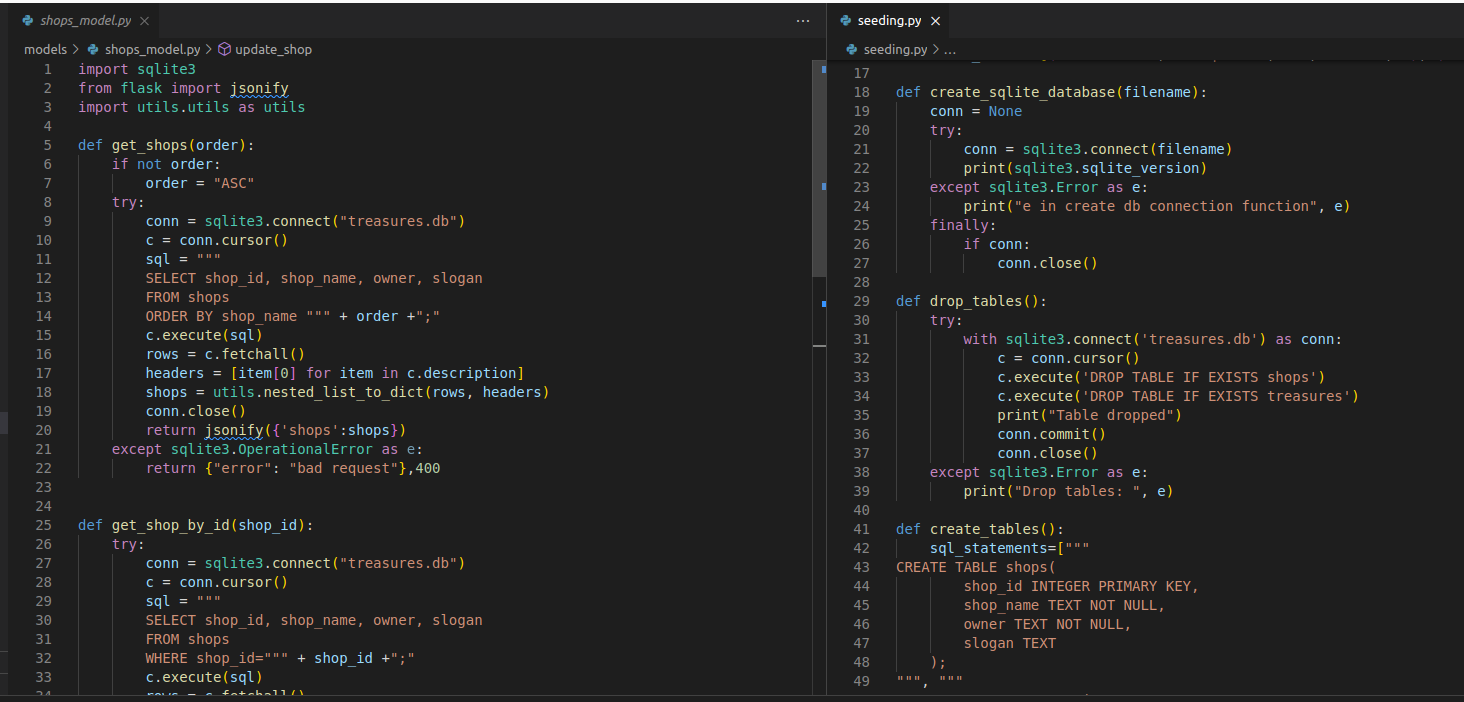 shops_model.py
models > shops_model.py > update_shop
1 import sqlite3
2 from flask import jsonify
3 import utils.utils as utils
4
5 def get_shops(order):
6     if not order:
7         order = "ASC"
8     try:
9         conn = sqlite3.connect("treasures.db")
10         c = conn.cursor()
11         sql = """
12         SELECT shop_id, shop_name, owner, slogan
13         FROM shops
14         ORDER BY shop_name """ + order +";"
15         c.execute(sql)
16         rows = c.fetchall()
17         headers = [item[0] for item in c.description]
18         shops = utils.nested_list_to_dict(rows, headers)
19         conn.close()
20         return jsonify({'shops':shops})
21     except sqlite3.OperationalError as e:
22         return {"error": "bad request"},400
23
24
25 def get_shop_by_id(shop_id):
26     try:
27         conn = sqlite3.connect("treasures.db")
28         c = conn.cursor()
29         sql = """
30         SELECT shop_id, shop_name, owner, slogan
31         FROM shops
32         WHERE shop_id=""" + shop_id +";"
33         c.execute(sql)
34         rows = c.fetchall()
seeding.py
seeding.py > ...
17
18 def create_sqlite_database(filename):
19     conn = None
20     try:
21         conn = sqlite3.connect(filename)
22         print(sqlite3.sqlite_version)
23     except sqlite3.Error as e:
24         print("e in create db connection function", e)
25     finally:
26         if conn:
27             conn.close()
28
29 def drop_tables():
30     try:
31         with sqlite3.connect('treasures.db') as conn:
32             c = conn.cursor()
33             c.execute('DROP TABLE IF EXISTS shops')
34             c.execute('DROP TABLE IF EXISTS treasures')
35             print("Table dropped")
36             conn.commit()
37             conn.close()
38     except sqlite3.Error as e:
39         print("Drop tables: ", e)
40
41 def create_tables():
42     sql_statements=["""
43 CREATE TABLE shops(
44         shop_id INTEGER PRIMARY KEY,
45         shop_name TEXT NOT NULL,
46         owner TEXT NOT NULL,
47         slogan TEXT
48     );
49 """, """